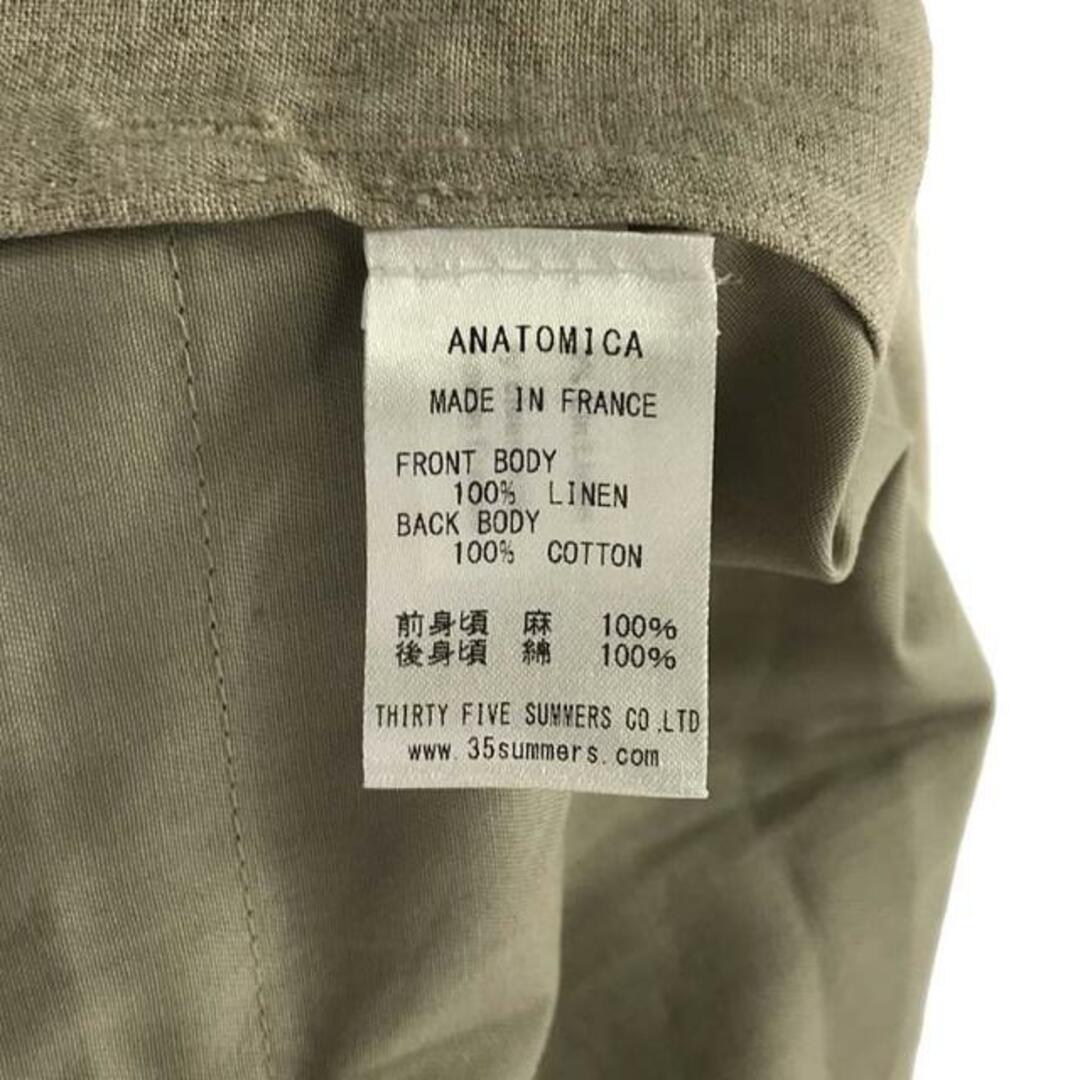 ANATOMICA
MADE IN FRANCE
FRONT BODY
100% LINEN
BACK BODY
100% COTTON
前身頃 麻 100%
後身頃 綿 100%
THIRTY FIVE SUMMERS CO.,LTD
www.35summers.com